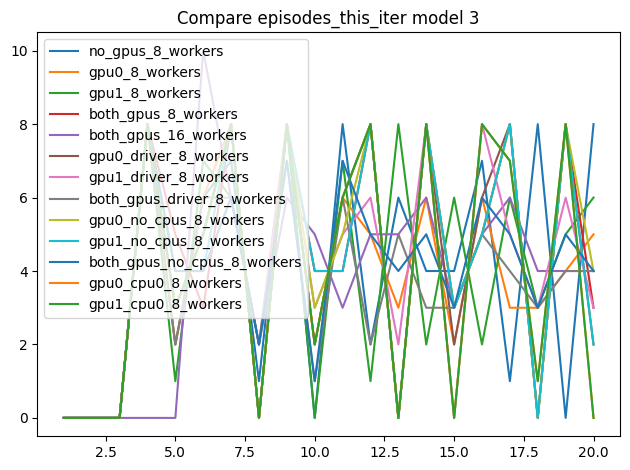 Compare episodes_this_iter model 3
10
8
6
4
2
0
no_gpus_8_workers
gpu0_8_workers
gpu1_8_workers
both_gpus_8_workers
both_gpus_16_workers
gpu0_driver_8_workers
gpu1_driver_8_workers
both_gpus_driver_8_workers
gpu0_no_cpus_8_workers
gpu1_no_cpus_8_workers
both_gpus_no_cpus_8_workers
gpu0_cpu0_8_workers
gpu1_cpu0_8_workers
2.5 5.0 7.5 10.0 12.5 15.0 17.5 20.0